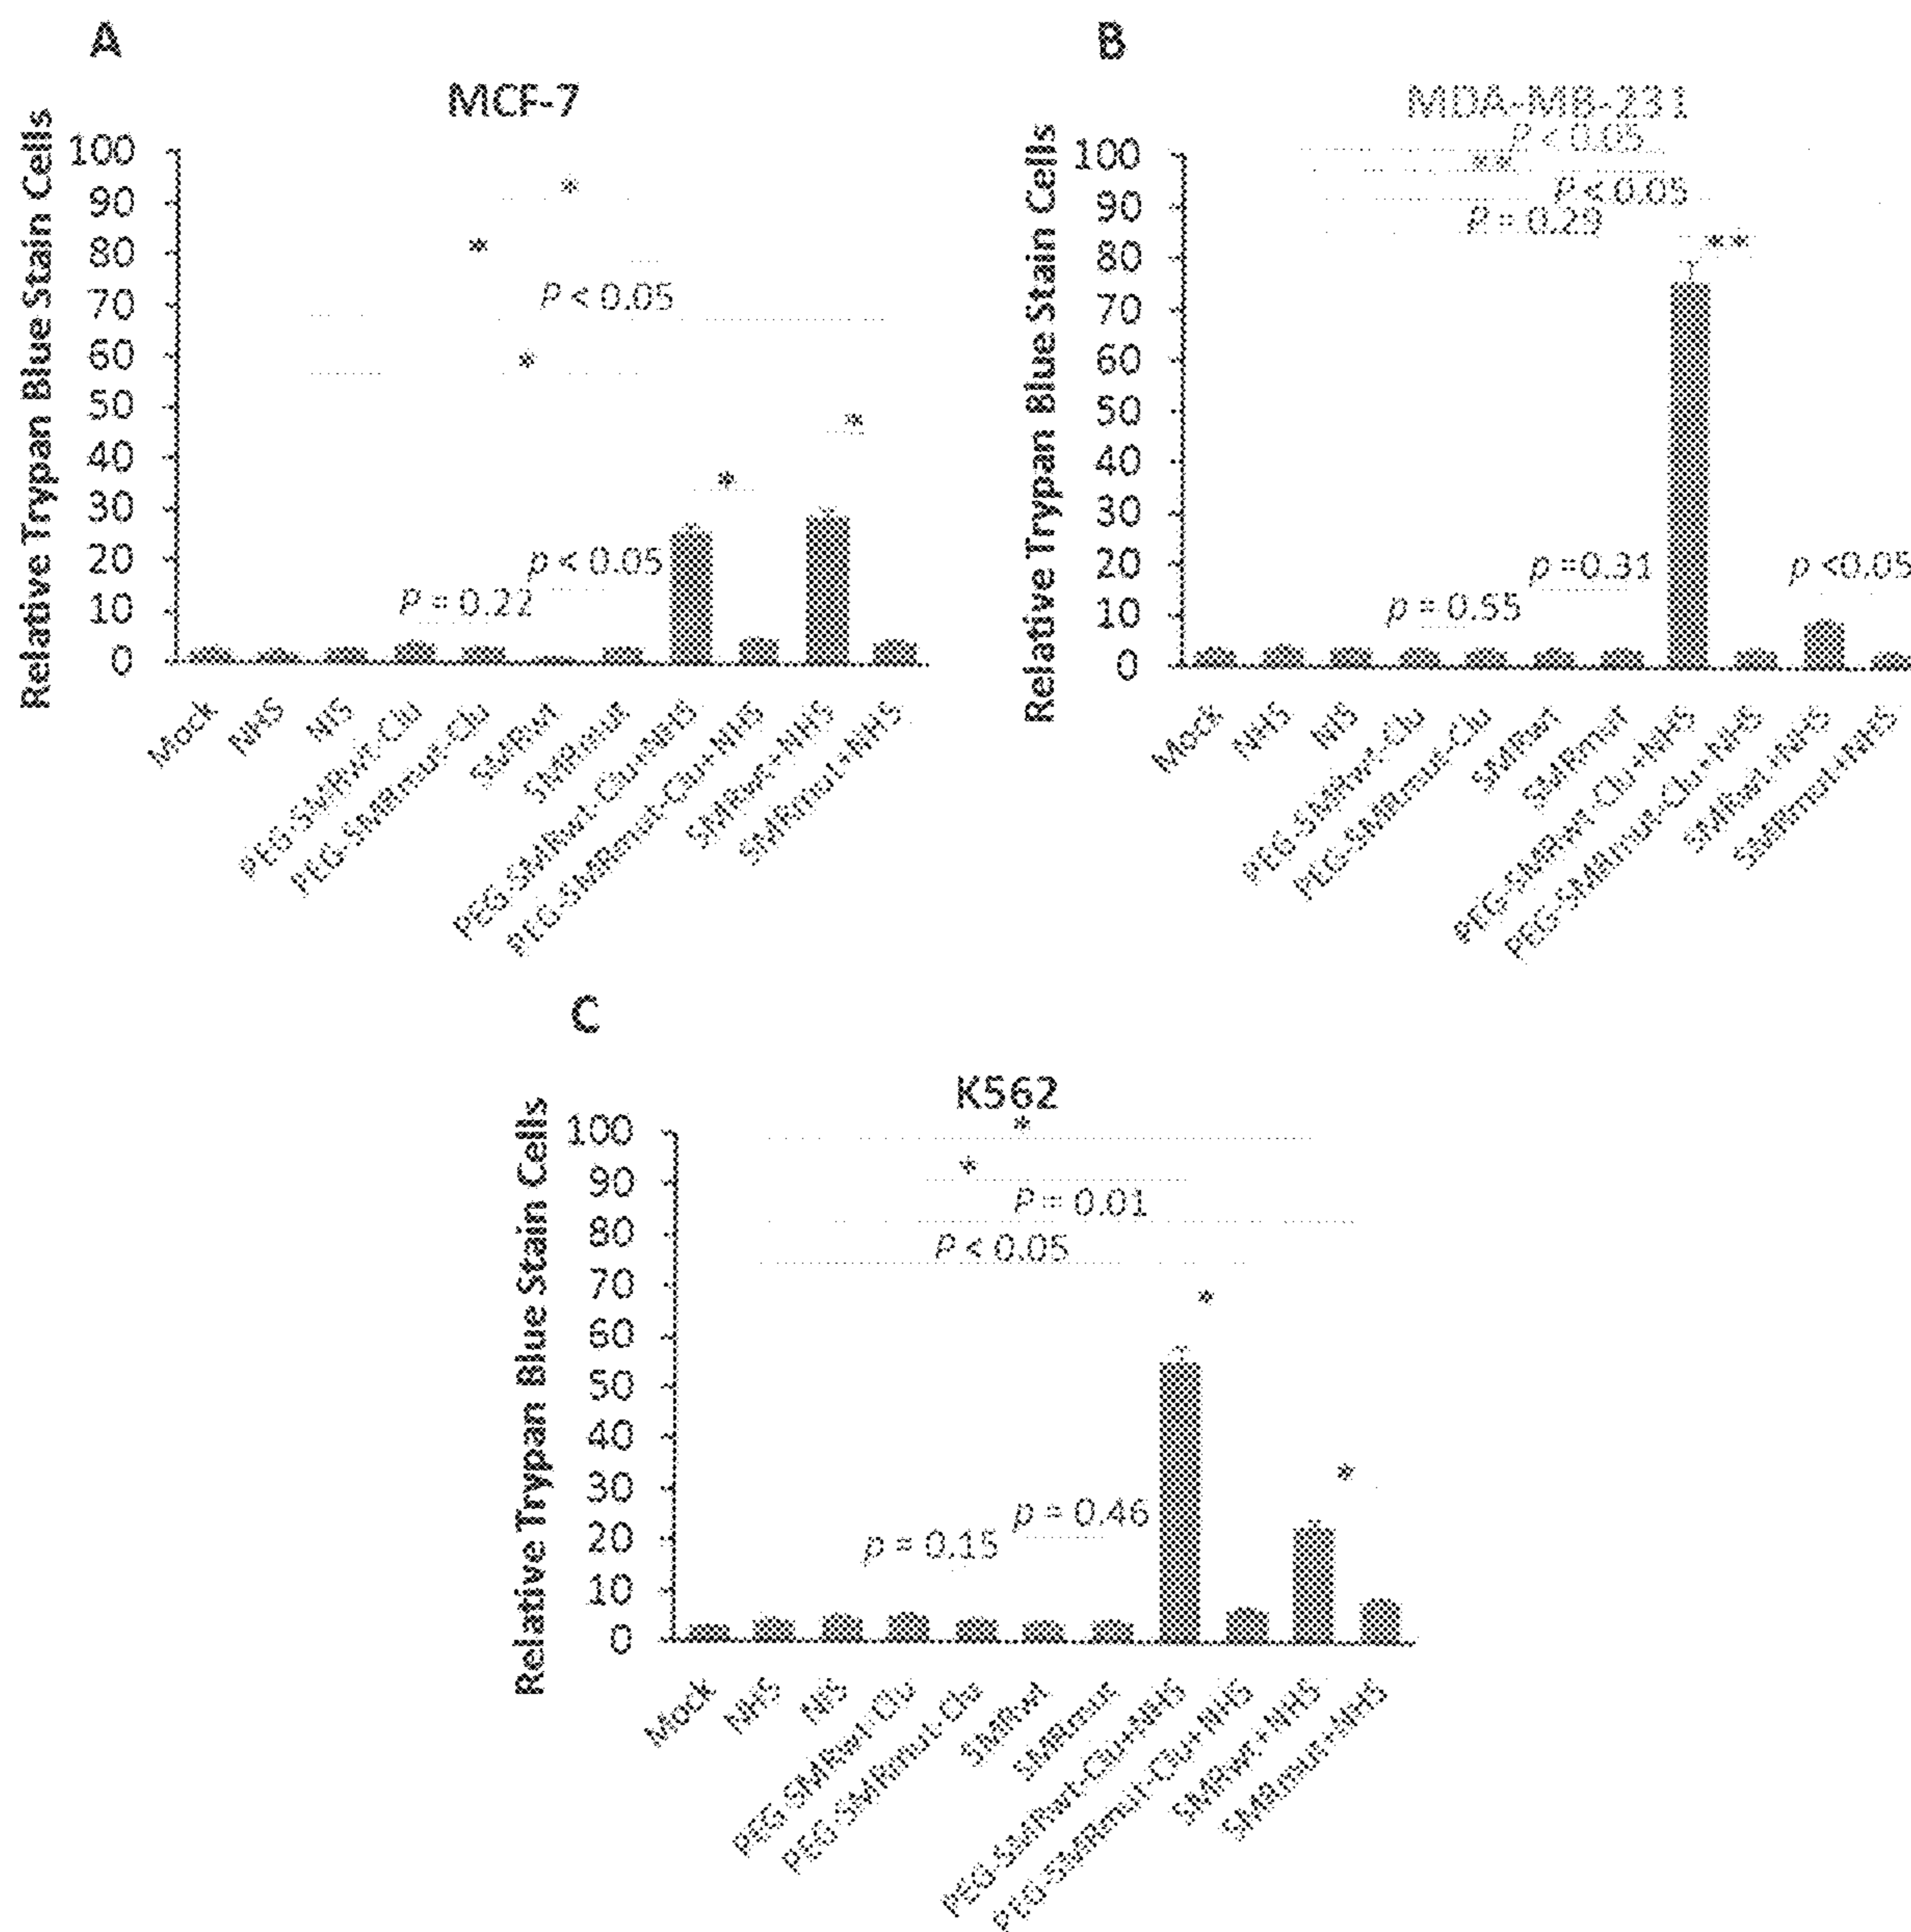 A
MCF-7
Relative Trypan Blue Stain Cells
100
90
80
70
60
50
40
30
20
10
0
*
*
p < 0.05
*
*
*
p < 0.05
p = 0.22
Mock
NHS
NIS
PEG-SMRwt-Clu
PEG-SMRmut-Clu
SMRwt
SMRmut
PEG-SMRwt-Clu+NHS
PEG-SMRmut-Clu+NHS
SMRwt+NHS
SMRmut+NHS
B
MDA-MB-231
Relative Trypan Blue Stain Cells
100
90
80
70
60
50
40
30
20
10
0
P < 0.05
**
P < 0.05
P = 0.29
**
p =0.31
p <0.05
p = 0.55
Mock
NHS
NHS
PEG-SMRwt-Clu
PEG-SMRmut-Clu
SMRwt
SMRmut
PEG-SMRwt-Clu+NHS
PEG-SMRmut-Clu+NHS
SMRwt+NHS
SMRmut+NHS
C
K562
Relative Trypan Blue Stain Cells
100
90
80
70
60
50
40
30
20
10
0
*
*
P = 0.01
P < 0.05
*
*
p = 0.46
p = 0.15
Mock
NHS
NIS
PEG-SMRwt-Clu
PEG-SMRmut-Clu
SMRwt
SMRmut
PEG-SMRwt-Clu+NHS
PEG-SMRmut-Clu+NHS
SMRwt+NHS
SMRmut+NHS